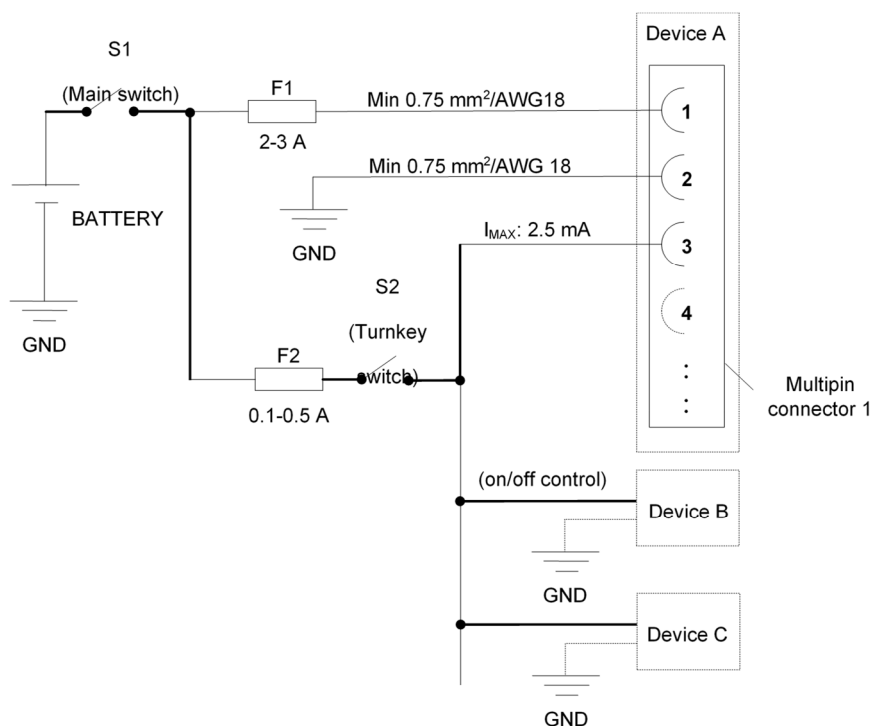 Device A
S1
(Main switch)
F1
2-3 A
Min 0.75 mm²/AWG18
1
Min 0.75 mm²/AWG 18
2
BATTERY
GND
I_MAX: 2.5 mA
3
GND
S2
(Turnkey
switch)
4
F2
0.1-0.5 A
:
:
Multipin
connector 1
(on/off control)
Device B
GND
Device C
GND